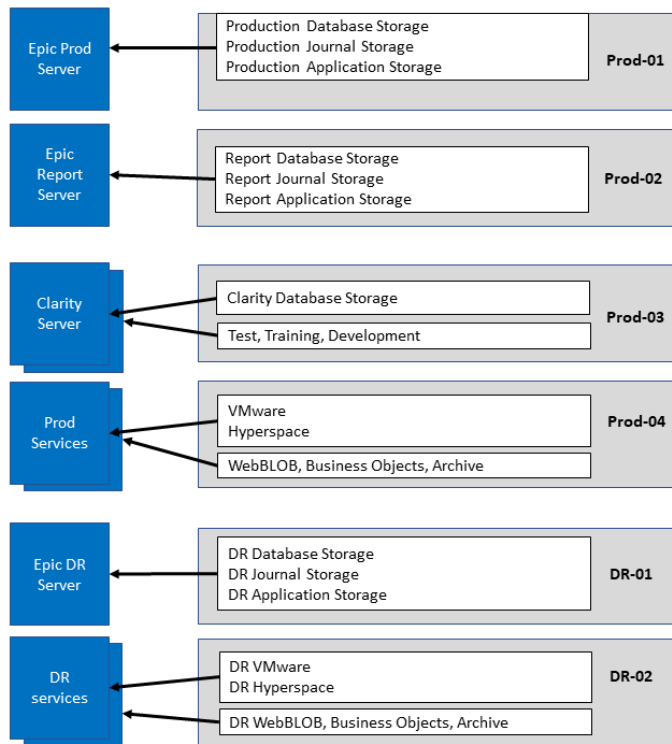 Epic Prod
Server
Production Database Storage
Production Journal Storage
Production Application Storage
Prod-01
Epic
Report
Server
Report Database Storage
Report Journal Storage
Report Application Storage
Prod-02
Clarity
Server
Clarity Database Storage
Test, Training, Development
Prod-03
Prod
Services
VMware
Hyperspace
WebBLOB, Business Objects, Archive
Prod-04
Epic DR
Server
DR Database Storage
DR Journal Storage
DR Application Storage
DR-01
DR
services
DR VMware
DR Hyperspace
DR WebBLOB, Business Objects, Archive
DR-02